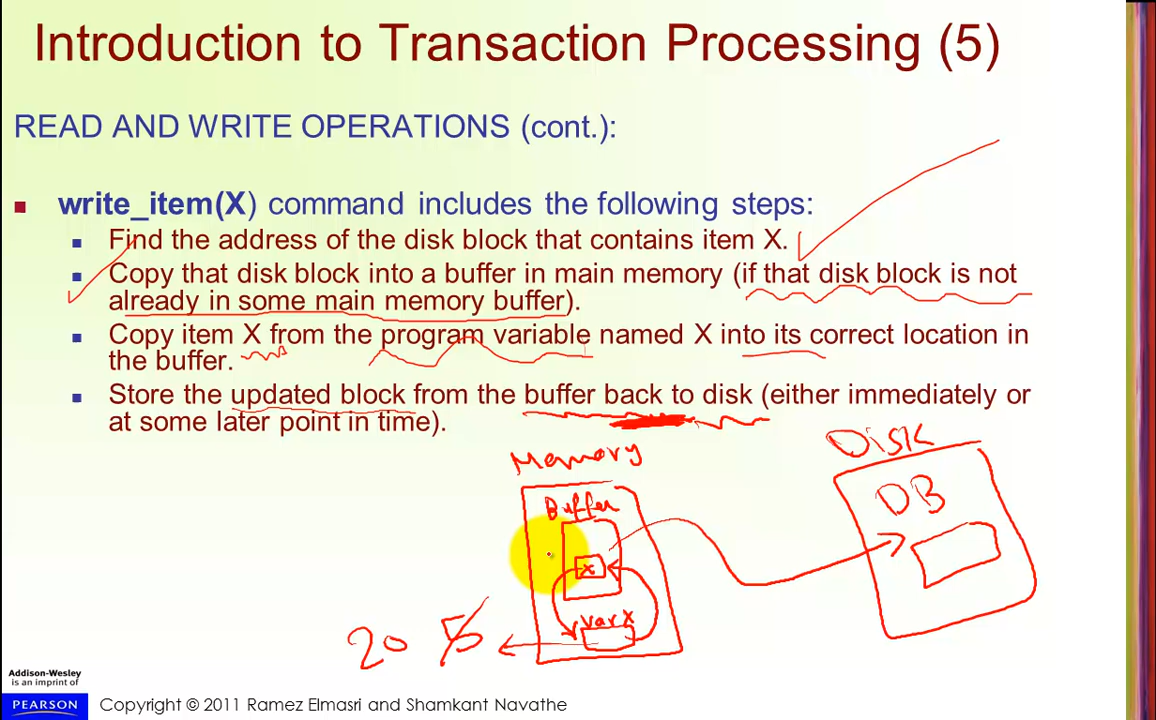 Introduction to Transaction Processing (5)
READ AND WRITE OPERATIONS (cont.):
write_item(X) command includes the following steps:
Find the address of the disk block that contains item X.
Copy that disk block into a buffer in main memory (if that disk block is not
already in some main memory buffer).
Copy item X from the program variable named X into its correct location in
the buffer.
Store the updated block from the buffer back to disk (either immediately or
at some later point in time).
Memory
Disk
Buffer
DB
X
var X
20 5
Addison-Wesley
is an imprint of
PEARSON
Copyright © 2011 Ramez Elmasri and Shamkant Navathe